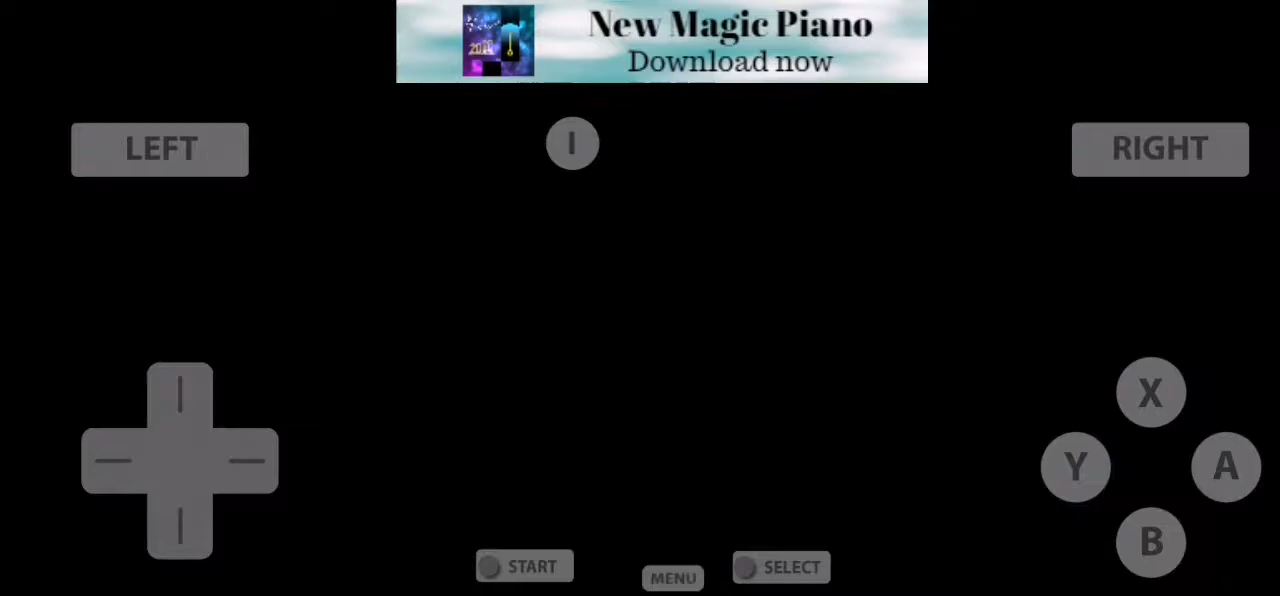 New Magic Piano
Download now
LEFT
I
RIGHT
X
Y
A
B
START
SELECT
MENU